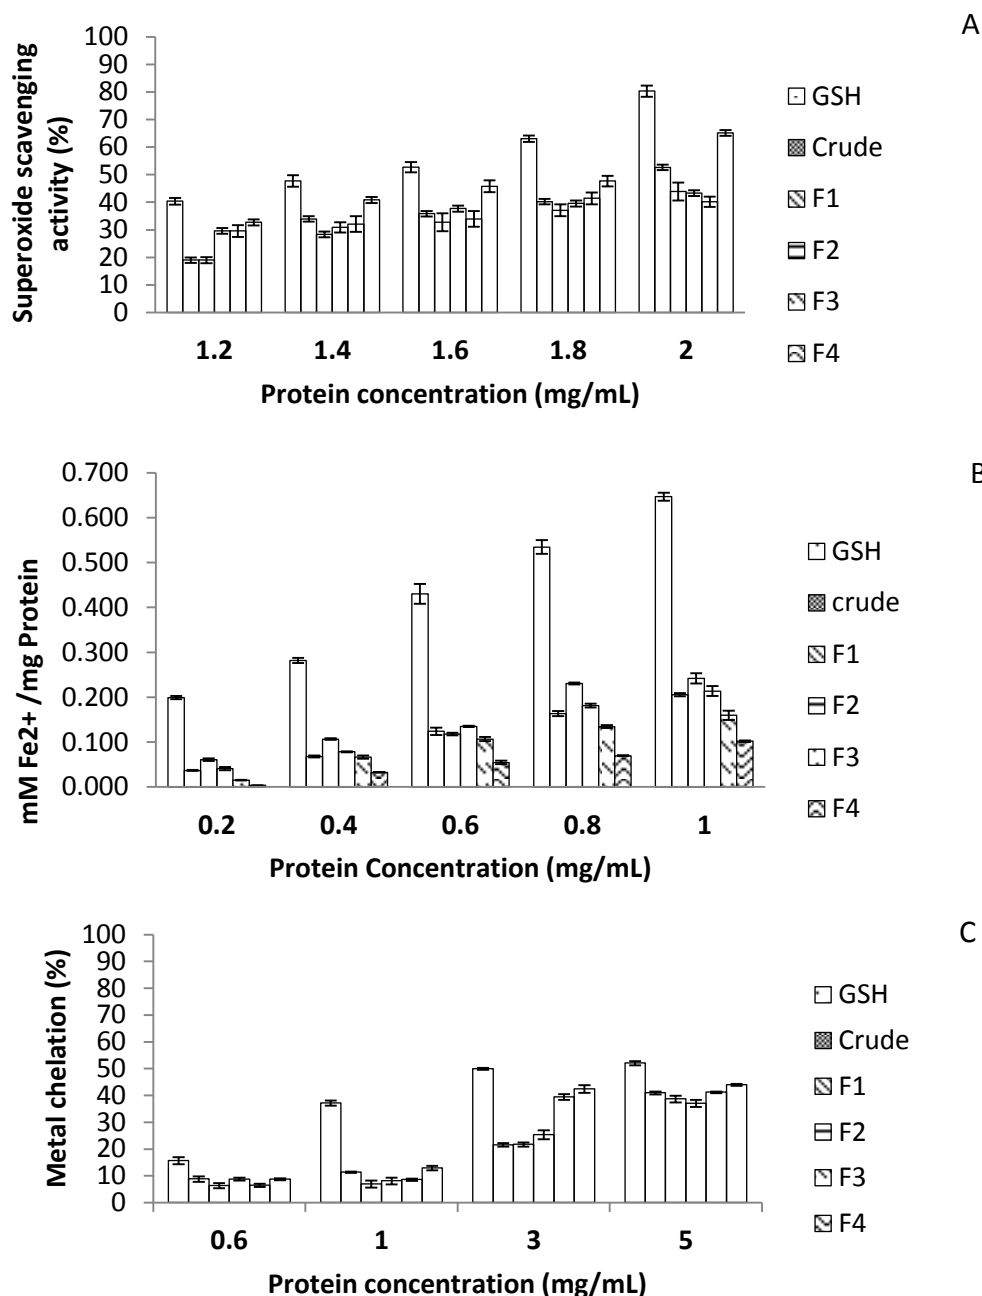 A
Superoxide scavenging
activity (%)
100
90
80
70
60
50
40
30
20
10
0
1.2 1.4 1.6 1.8 2
Protein concentration (mg/mL)
GSH
Crude
F1
F2
F3
F4
B
mM Fe2+ /mg Protein
0.700
0.600
0.500
0.400
0.300
0.200
0.100
0.000
0.2 0.4 0.6 0.8 1
Protein Concentration (mg/mL)
GSH
crude
F1
F2
F3
F4
C
Metal chelation (%)
100
90
80
70
60
50
40
30
20
10
0
0.6 1 3 5
Protein concentration (mg/mL)
GSH
Crude
F1
F2
F3
F4